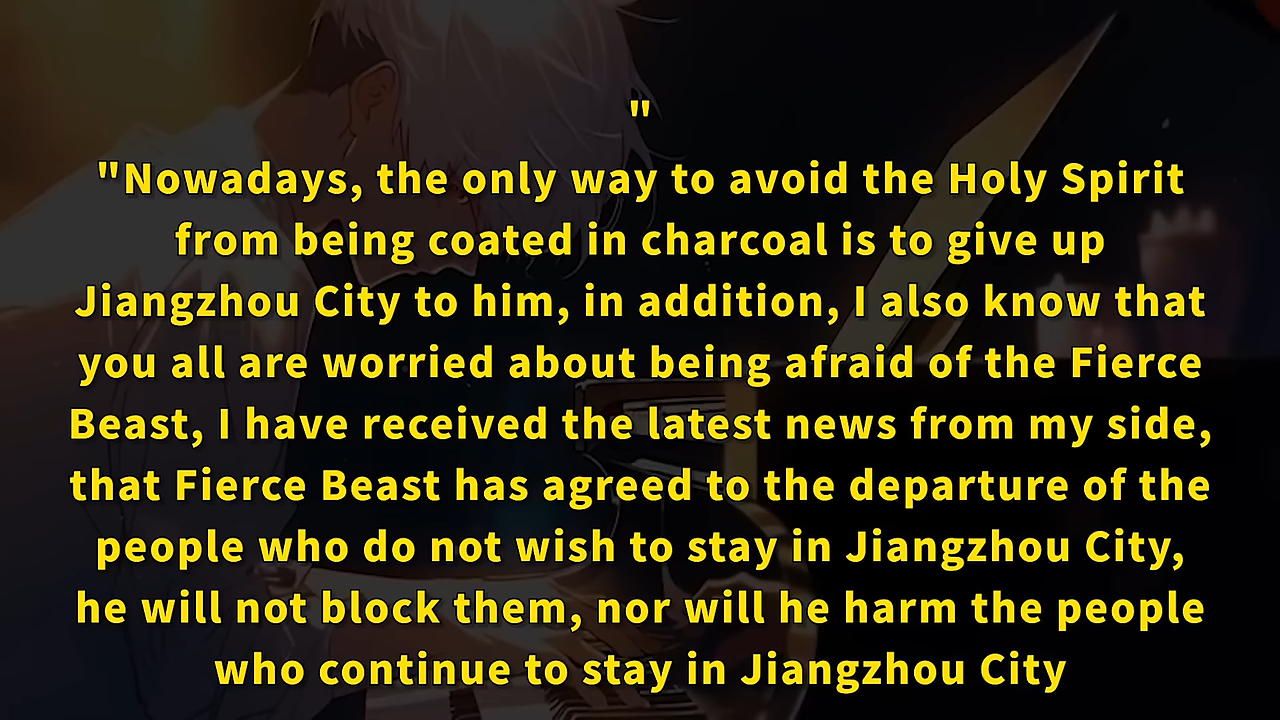 "
"Nowadays, the only way to avoid the Holy Spirit
from being coated in charcoal is to give up
Jiangzhou City to him, in addition, I also know that
you all are worried about being afraid of the Fierce
Beast, I have received the latest news from my side,
that Fierce Beast has agreed to the departure of the
people who do not wish to stay in Jiangzhou City,
he will not block them, nor will he harm the people
who continue to stay in Jiangzhou City